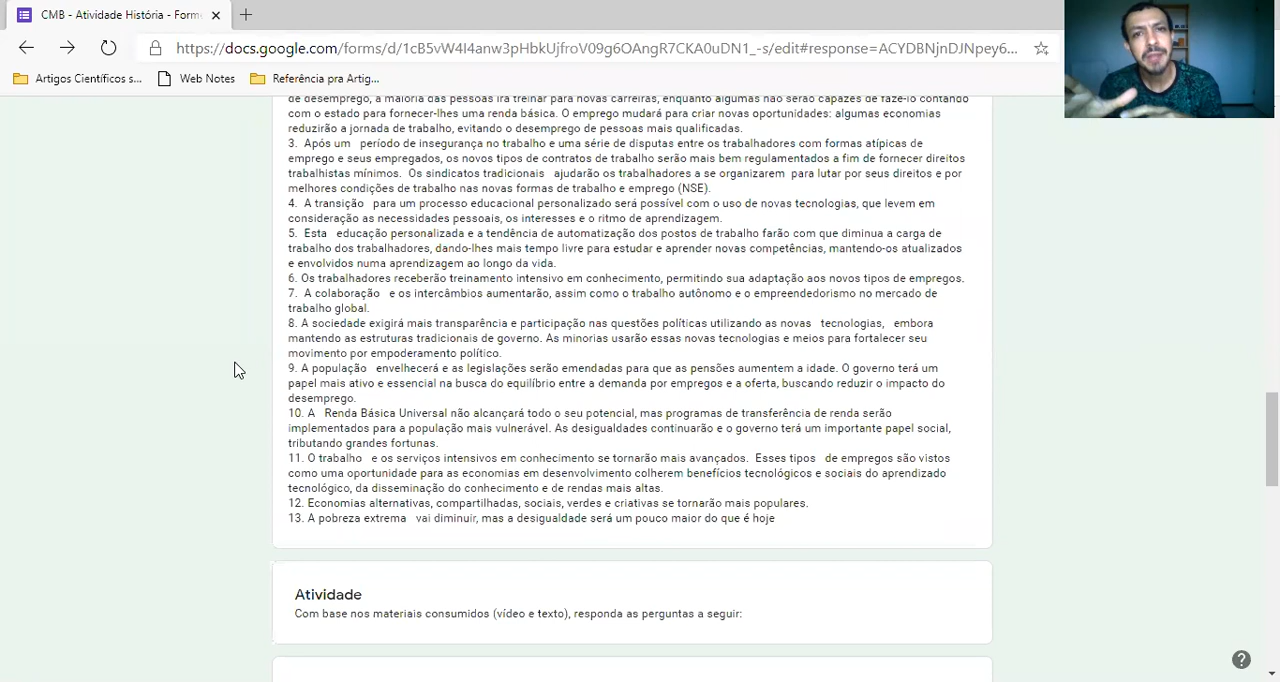 CMB - Atividade História - Form
https://docs.google.com/forms/d/1cB5vW4I4anw3pHbkUjfroV09g6OAngR7CKA0uDN1_-s/edit#response=ACYDBNjnDJNpey6...
Artigos Científicos s... Web Notes Referência pra Artig...
de desemprego, a maioria das pessoas irá treinar para novas carreiras, enquanto algumas não serão capazes de fazê-lo contando
com o estado para fornecer-lhes uma renda básica. O emprego mudará para criar novas oportunidades: algumas economias
reduzirão a jornada de trabalho, evitando o desemprego de pessoas mais qualificadas.
3. Após um período de insegurança no trabalho e uma série de disputas entre os trabalhadores com formas atípicas de
emprego e seus empregados, os novos tipos de contratos de trabalho serão mais bem regulamentados a fim de fornecer direitos
trabalhistas mínimos. Os sindicatos tradicionais ajudarão os trabalhadores a se organizarem para lutar por seus direitos e por
melhores condições de trabalho nas novas formas de trabalho e emprego (NSE).
4. A transição para um processo educacional personalizado será possível com o uso de novas tecnologias, que levem em
consideração as necessidades pessoais, os interesses e o ritmo de aprendizagem.
5. Esta educação personalizada e a tendência de automatização dos postos de trabalho farão com que diminua a carga de
trabalho dos trabalhadores, dando-lhes mais tempo livre para estudar e aprender novas competências, mantendo-os atualizados
e envolvidos numa aprendizagem ao longo da vida.
6. Os trabalhadores receberão treinamento intensivo em conhecimento, permitindo sua adaptação aos novos tipos de empregos.
7. A colaboração e os intercâmbios aumentarão, assim como o trabalho autônomo e o empreendedorismo no mercado de
trabalho global.
8. A sociedade exigirá mais transparência e participação nas questões políticas utilizando as novas tecnologias, embora
mantendo as estruturas tradicionais de governo. As minorias usarão essas novas tecnologias e meios para fortalecer seu
movimento por empoderamento político.
9. A população envelhecerá e as legislações serão emendadas para que as pensões aumentem a idade. O governo terá um
papel mais ativo e essencial na busca do equilíbrio entre a demanda por empregos e a oferta, buscando reduzir o impacto do
desemprego.
10. A Renda Básica Universal não alcançará todo o seu potencial, mas programas de transferência de renda serão
implementados para a população mais vulnerável. As desigualdades continuarão e o governo terá um importante papel social,
tributando grandes fortunas.
11. O trabalho e os serviços intensivos em conhecimento se tornarão mais avançados. Esses tipos de empregos são vistos
como uma oportunidade para as economias em desenvolvimento colherem benefícios tecnológicos e sociais do aprendizado
tecnológico, da disseminação do conhecimento e de rendas mais altas.
12. Economias alternativas, compartilhadas, sociais, verdes e criativas se tornarão mais populares.
13. A pobreza extrema vai diminuir, mas a desigualdade será um pouco maior do que é hoje
Atividade
Com base nos materiais consumidos (vídeo e texto), responda as perguntas a seguir: